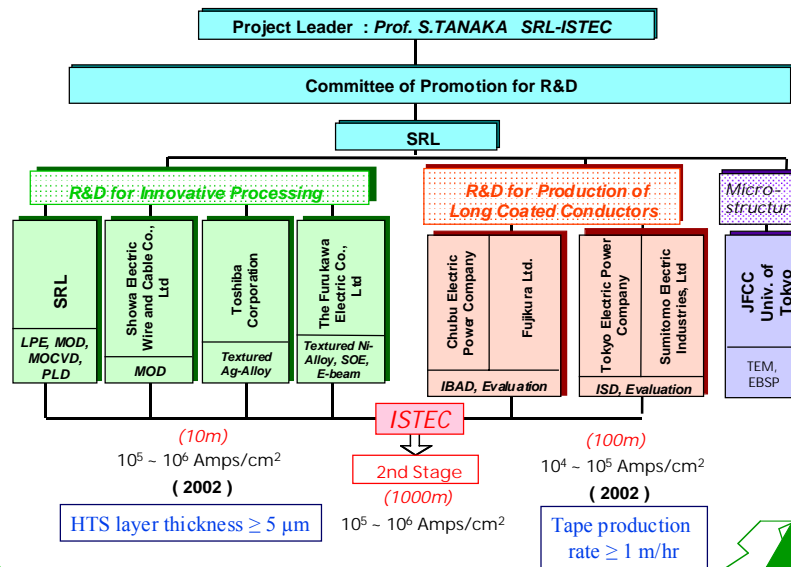 Project Leader : Prof. S.TANAKA SRL-ISTEC
Committee of Promotion for R&D
SRL
R&D for Innovative Processing
R&D for Production of
Long Coated Conductors
Micro-
structur
SRL
LPE, MOD,
MOCVD,
PLD
Showa Electric
Wire and Cable Co.,
Ltd
MOD
Toshiba
Corporation
Textured
Ag-Alloy
The Furukawa
Electric Co.,
Ltd
Textured Ni-
Alloy, SOE,
E-beam
Chubu Electric
Power Company
Fujikura Ltd.
IBAD, Evaluation
Tokyo Electric Power
Company
Sumitomo Electric
Industries, Ltd
ISD, Evaluation
JFCC
Univ. of
Tokyo
TEM,
EBSP
ISTEC
(10m)
10⁵ ~ 10⁶ Amps/cm²
( 2002 )
HTS layer thickness ≥ 5 μm
2nd Stage
(1000m)
10⁵ ~ 10⁶ Amps/cm²
(100m)
10⁴ ~ 10⁵ Amps/cm²
( 2002 )
Tape production
rate ≥ 1 m/hr